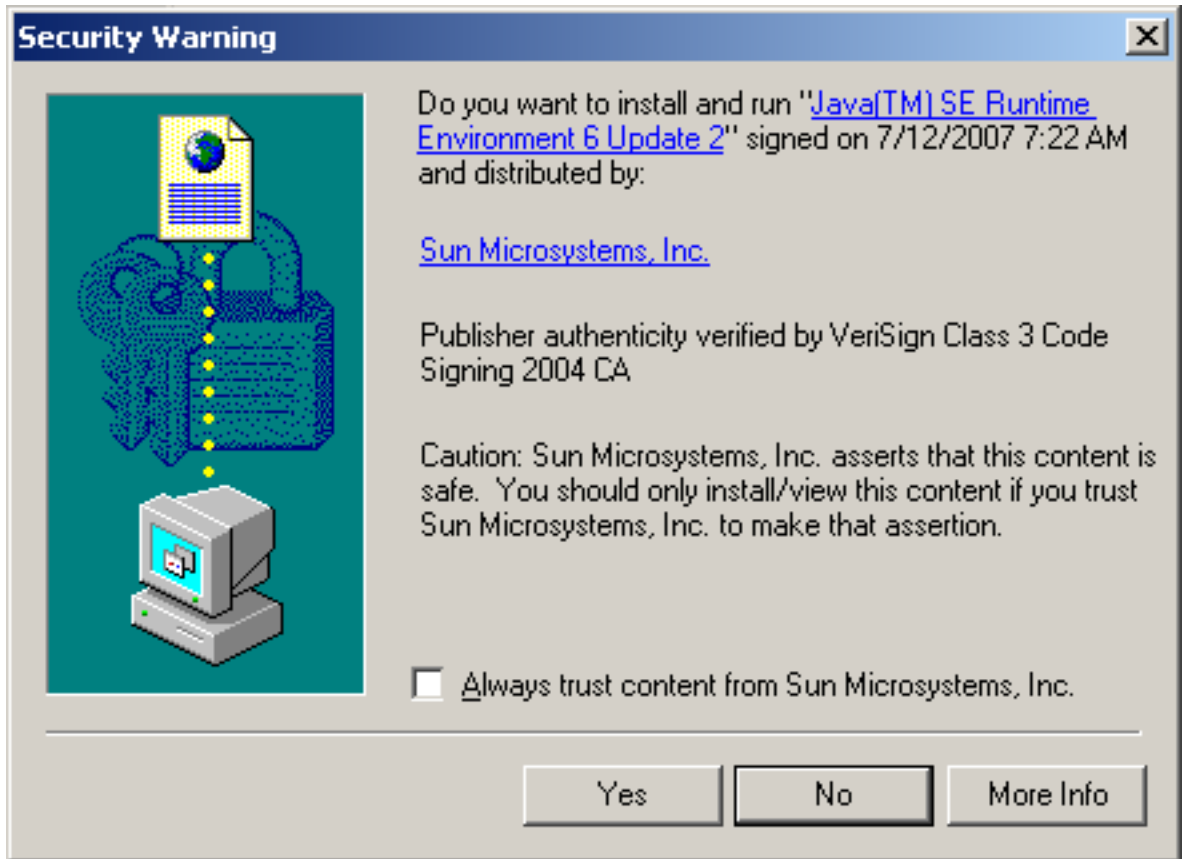 Security Warning
Do you want to install and run "Java(TM) SE Runtime
Environment 6 Update 2" signed on 7/12/2007 7:22 AM
and distributed by:
Sun Microsystems, Inc.
Publisher authenticity verified by VeriSign Class 3 Code
Signing 2004 CA
Caution: Sun Microsystems, Inc. asserts that this content is
safe.  You should only install/view this content if you trust
Sun Microsystems, Inc. to make that assertion.
Always trust content from Sun Microsystems, Inc.
Yes No More Info